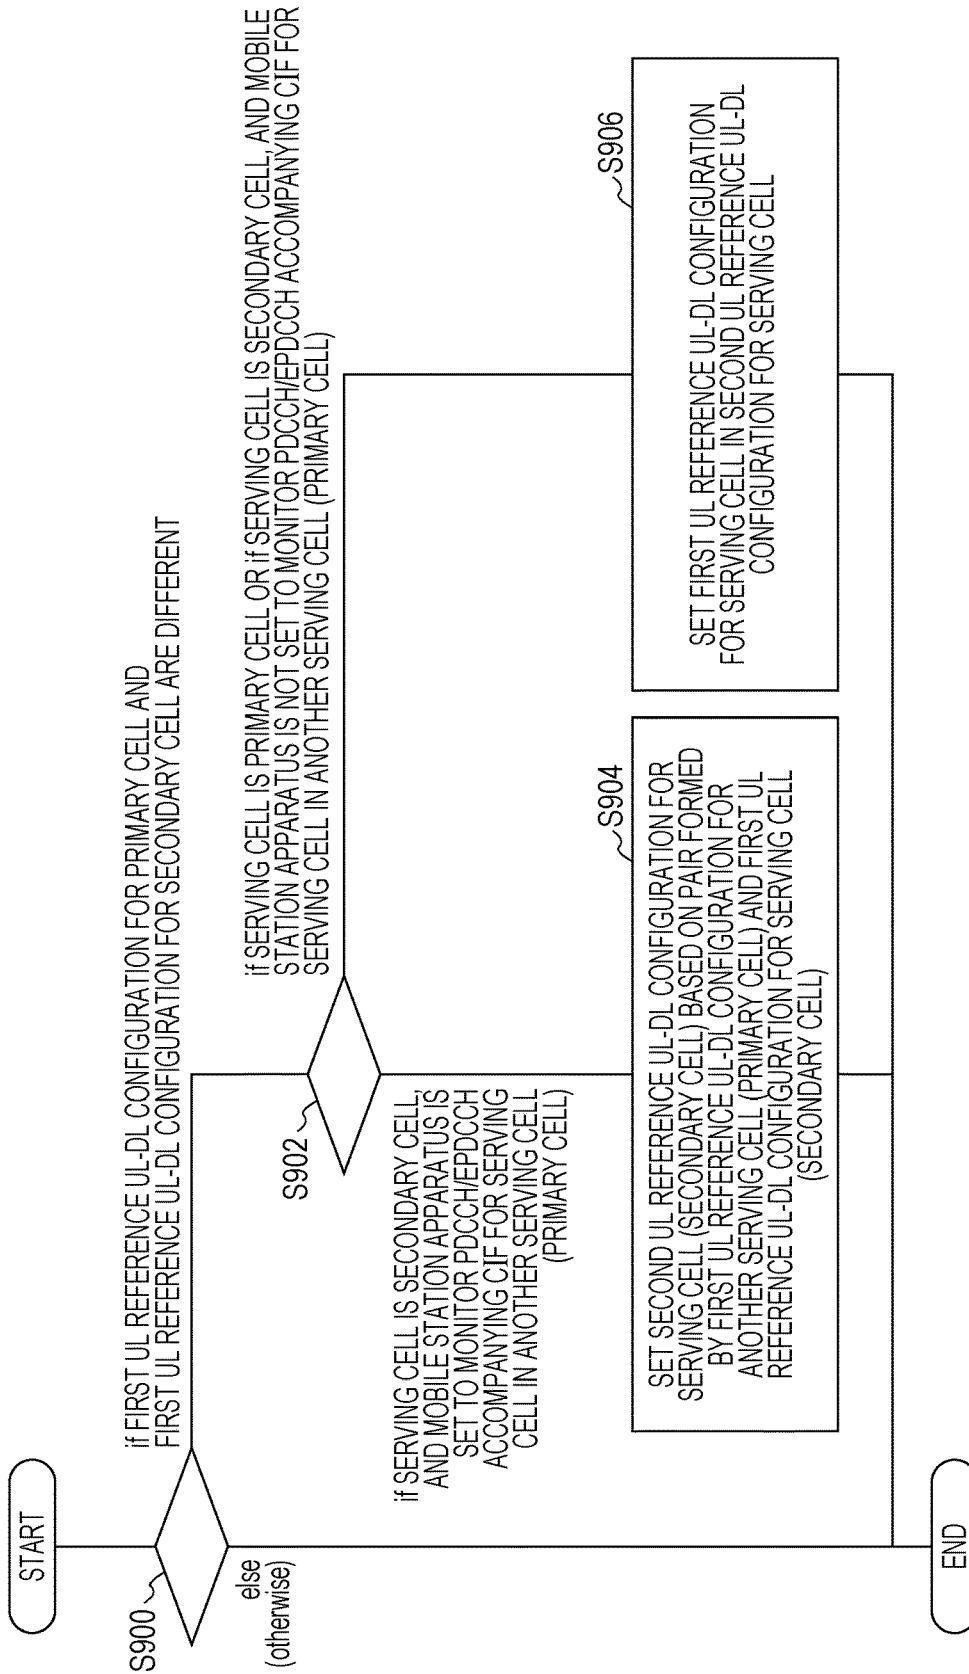 START
S900
if FIRST UL REFERENCE UL-DL CONFIGURATION FOR PRIMARY CELL AND
FIRST UL REFERENCE UL-DL CONFIGURATION FOR SECONDARY CELL ARE DIFFERENT
else
(otherwise)
S902
if SERVING CELL IS PRIMARY CELL OR if SERVING CELL IS SECONDARY CELL, AND MOBILE
STATION APPARATUS IS NOT SET TO MONITOR PDCCH/EPDCCH ACCOMPANYING CIF FOR
SERVING CELL IN ANOTHER SERVING CELL (PRIMARY CELL)
if SERVING CELL IS SECONDARY CELL,
AND MOBILE STATION APPARATUS IS
SET TO MONITOR PDCCH/EPDCCH
ACCOMPANYING CIF FOR SERVING
CELL IN ANOTHER SERVING CELL
(PRIMARY CELL)
S904
SET SECOND UL REFERENCE UL-DL CONFIGURATION FOR
SERVING CELL (SECONDARY CELL) BASED ON PAIR FORMED
BY FIRST UL REFERENCE UL-DL CONFIGURATION FOR
ANOTHER SERVING CELL (PRIMARY CELL) AND FIRST UL
REFERENCE UL-DL CONFIGURATION FOR SERVING CELL
(SECONDARY CELL)
S906
SET FIRST UL REFERENCE UL-DL CONFIGURATION
FOR SERVING CELL IN SECOND UL REFERENCE UL-DL
CONFIGURATION FOR SERVING CELL
END